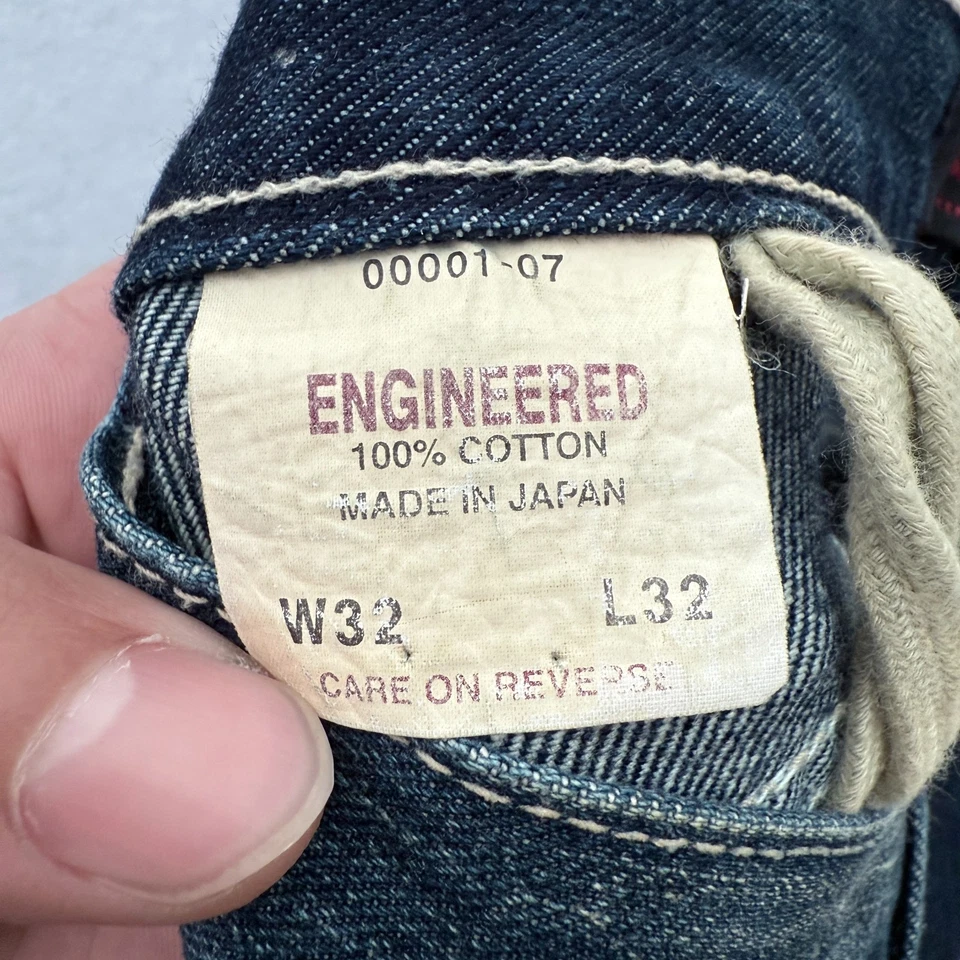 00001-07
ENGINEERED
100% COTTON
MADE IN JAPAN
W32 L32
CARE ON REVERSE